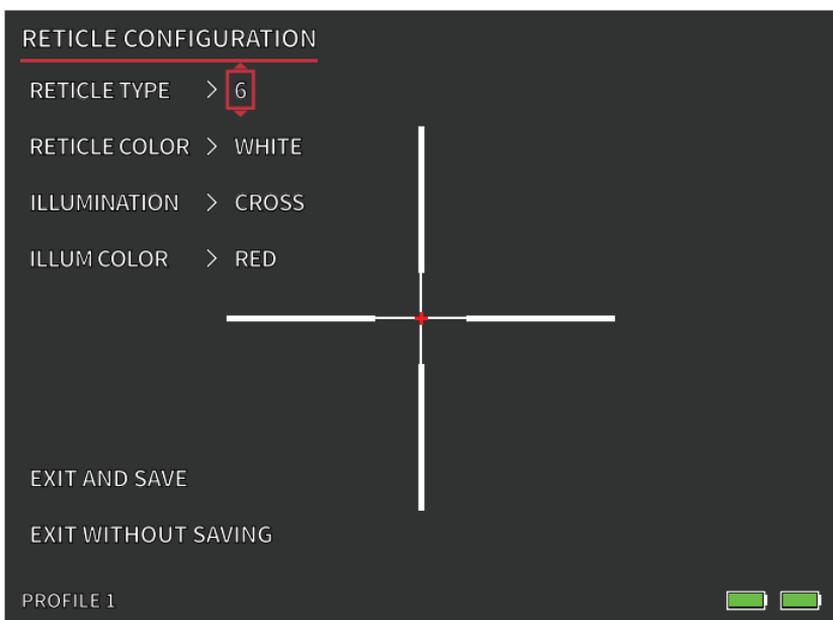 RETICLE CONFIGURATION
RETICLE TYPE > 6
RETICLE COLOR > WHITE
ILLUMINATION > CROSS
ILLUM COLOR > RED
EXIT AND SAVE
EXIT WITHOUT SAVING
PROFILE 1